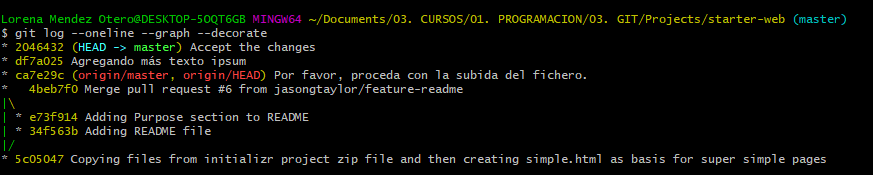 Lorena Mendez Otero@DESKTOP-5OQT6GB MINGW64 ~/Documents/03. CURSOS/01. PROGRAMACION/03. GIT/Projects/starter-web (master)
$ git log --oneline --graph --decorate
* 2046432 (HEAD -> master) Accept the changes
* df7a025 Agregando más texto ipsum
* ca7e29c (origin/master, origin/HEAD) Por favor, proceda con la subida del fichero.
*   4beb7f0 Merge pull request #6 from jasongtaylor/feature-readme
|\
| * e73f914 Adding Purpose section to README
| * 34f563b Adding README file
|/
* 5c05047 Copying files from initializr project zip file and then creating simple.html as basis for super simple pages